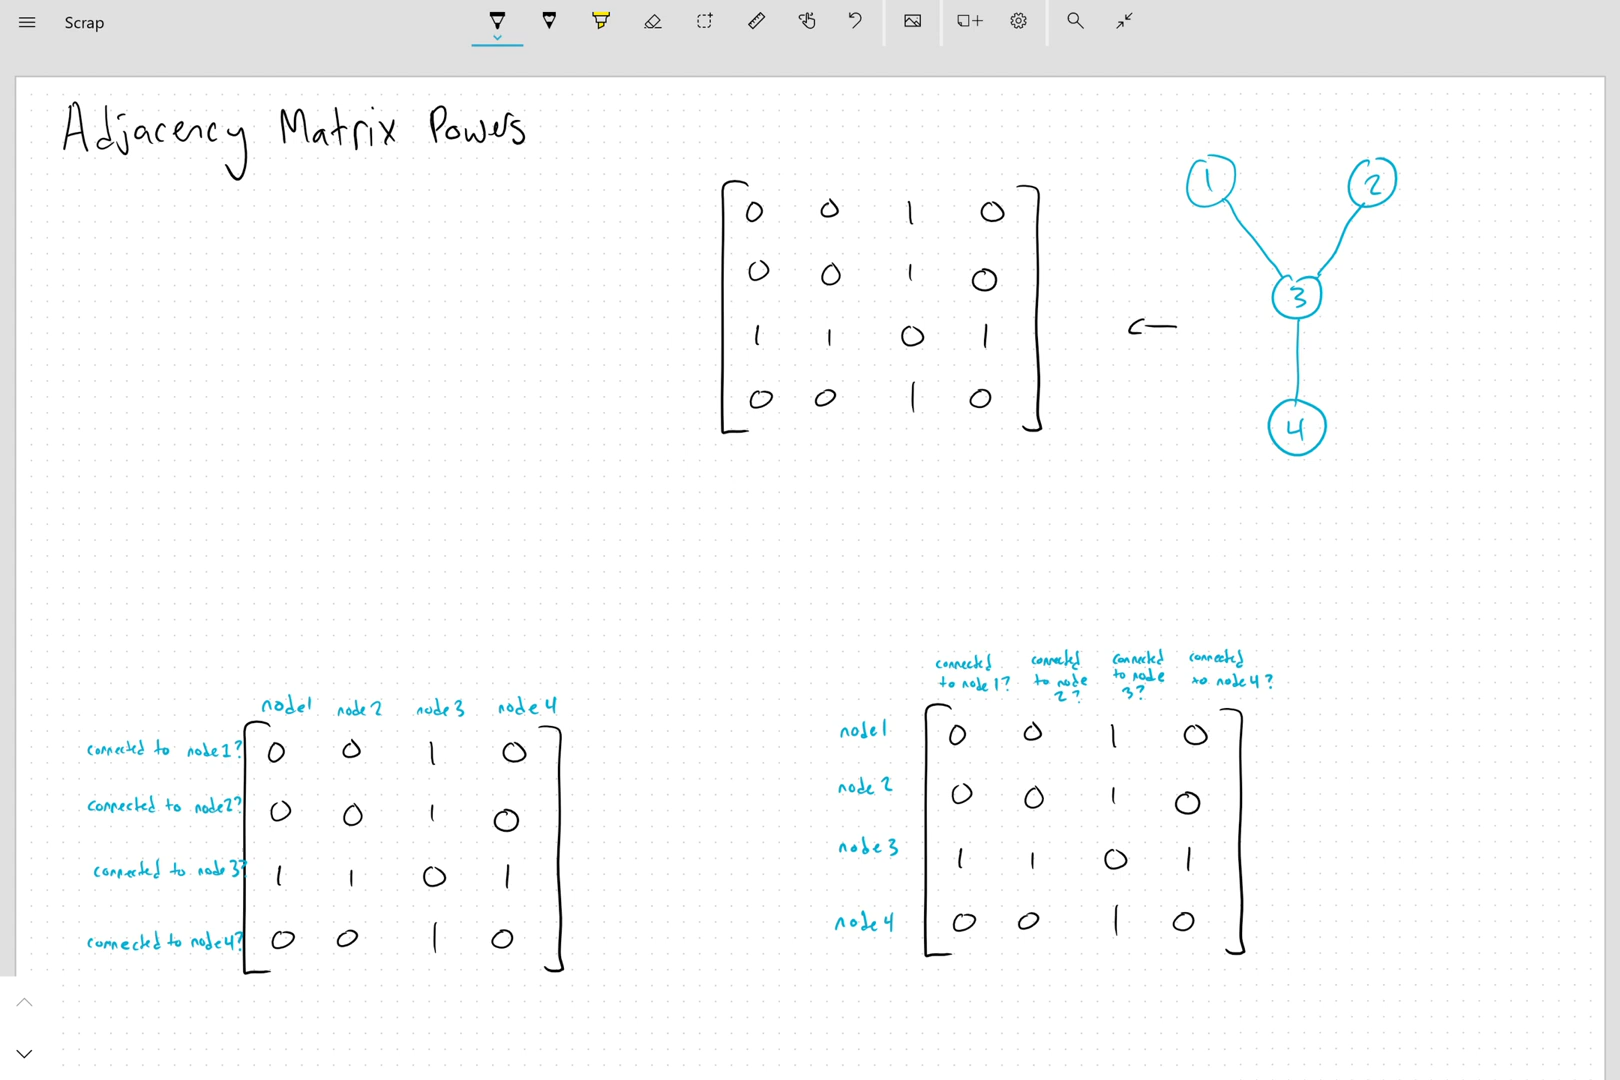 Scrap
Adjacency Matrix Powers
0 0 1 0
0 0 1 0
1 1 0 1
0 0 1 0
←
1
2
3
4
node1 node2 node3 node4
connected to node1? 0 0 1 0
connected to node2? 0 0 1 0
connected to node3? 1 1 0 1
connected to node4? 0 0 1 0
connected to node1? connected to node 2? connected to node 3? connected to node4?
node1 0 0 1 0
node2 0 0 1 0
node3 1 1 0 1
node4 0 0 1 0